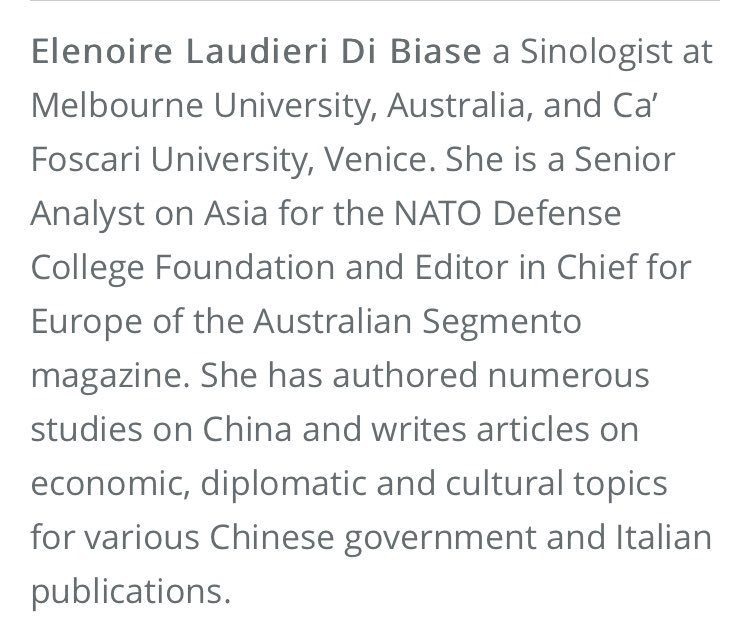 Elenoire Laudieri Di Biase a Sinologist at
Melbourne University, Australia, and Ca’
Foscari University, Venice. She is a Senior
Analyst on Asia for the NATO Defense
College Foundation and Editor in Chief for
Europe of the Australian Segmento
magazine. She has authored numerous
studies on China and writes articles on
economic, diplomatic and cultural topics
for various Chinese government and Italian
publications.